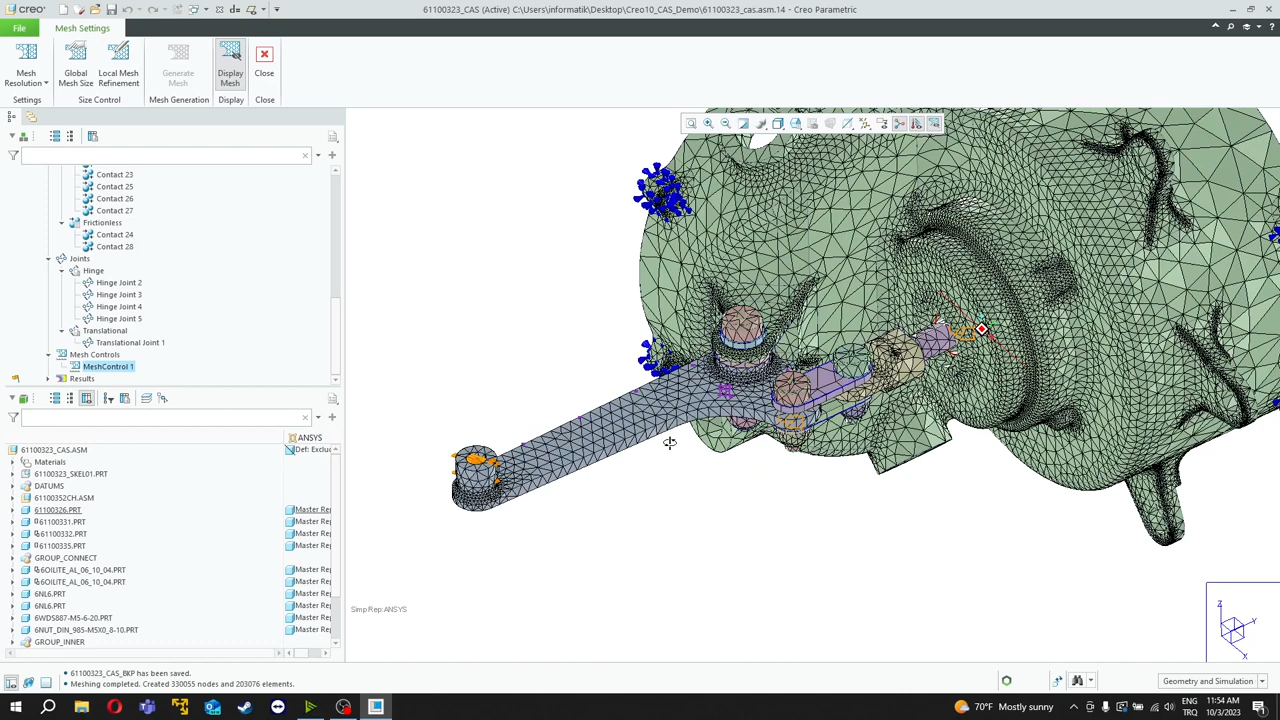 creo
61100323_CAS (Active) C:\Users\informatik\Desktop\Creo10_CAS_Demo\61100323_cas.asm.14 - Creo Parametric
File
Mesh Settings
Mesh Resolution
Global Mesh Size
Local Mesh Refinement
Generate Mesh
Display Mesh
Close
Settings
Size Control
Mesh Generation
Display
Close
Contact 23
Contact 25
Contact 26
Contact 27
Frictionless
Contact 24
Contact 28
Joints
Hinge
Hinge Joint 2
Hinge Joint 3
Hinge Joint 4
Hinge Joint 5
Translational
Translational Joint 1
Mesh Controls
MeshControl 1
Results
ANSYS
61100323_CAS.ASM
Def: Exclu
Materials
61100323_SKEL01.PRT
DATUMS
61100352CH.ASM
61100326.PRT
Master Re
61100331.PRT
Master Re
61100332.PRT
Master Re
61100335.PRT
Master Re
GROUP_CONNECT
6OILITE_AL_06_10_04.PRT
Master Re
6OILITE_AL_06_10_04.PRT
Master Re
6NL6.PRT
Master Re
6NL6.PRT
Master Re
6WDS887-M5-6-20.PRT
Master Re
6NUT_DIN_985-M5X0_8-10.PRT
Master Re
GROUP_INNER
Simp Rep:ANSYS
Z
Y
X
• 61100323_CAS_BKP has been saved.
• Meshing completed. Created 330055 nodes and 203076 elements.
Geometry and Simulation
70°F Mostly sunny
ENG
TRQ
11:54 AM
10/3/2023